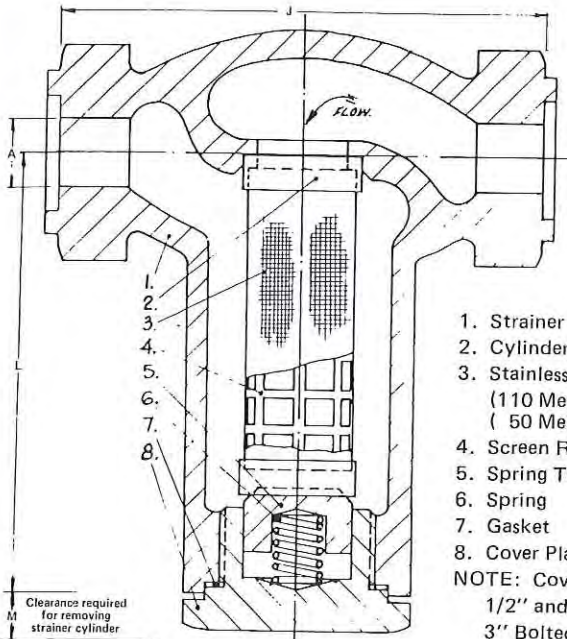 J
FLOW.
A
L
1.
2.
3.
4.
5.
6.
7.
8.
M
Clearance required
for removing
strainer cylinder
1. Strainer
2. Cylinder
3. Stainless
(110 Me
( 50 Me
4. Screen R
5. Spring T
6. Spring
7. Gasket
8. Cover Pla
NOTE: Cov
1/2" and
3" Bolte